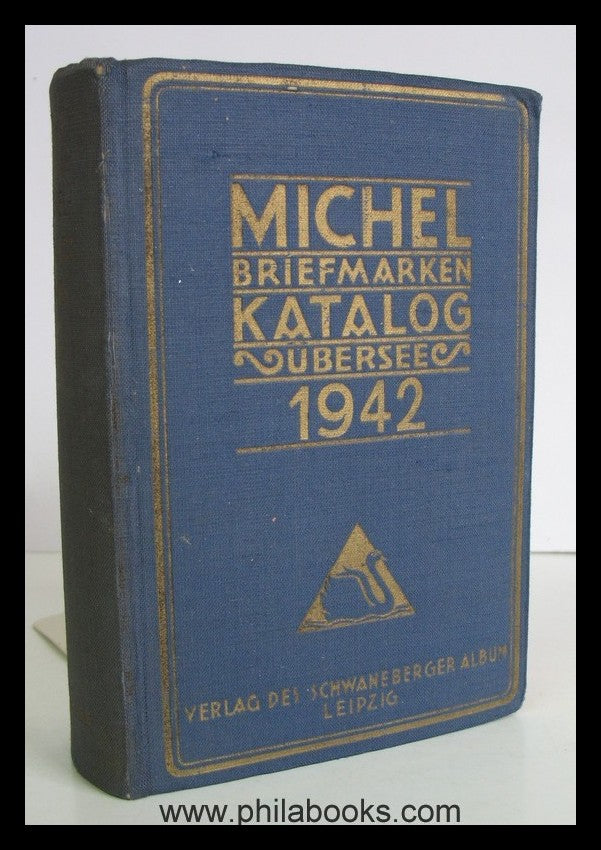 MICHEL
BRIEFMARKEN
KATALOG
ÜBERSEE
1942
VERLAG DES SCHWANEBERGER ALBUM
LEIPZIG
www.philabooks.com